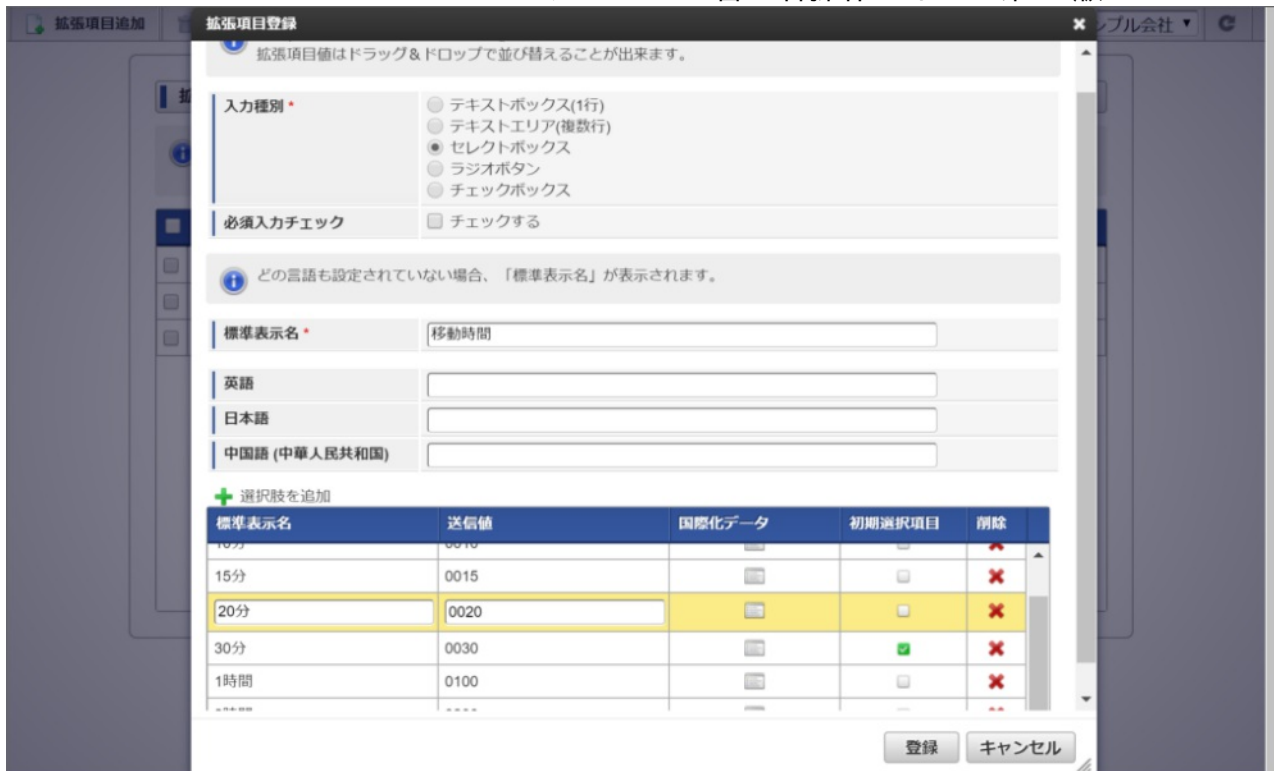 拡張項目追加
拡張項目登録
プル会社
拡張項目値はドラッグ&ドロップで並び替えることが出来ます。
入力種別*
テキストボックス(1行)
テキストエリア(複数行)
セレクトボックス
ラジオボタン
チェックボックス
必須入力チェック
チェックする
どの言語も設定されていない場合、「標準表示名」が表示されます。
標準表示名* 移動時間
英語
日本語
中国語 (中華人民共和国)
選択肢を追加
標準表示名 送信値 国際化データ 初期選択項目 削除
15分 0015
20分 0020
30分 0030
1時間 0100
登録 キャンセル